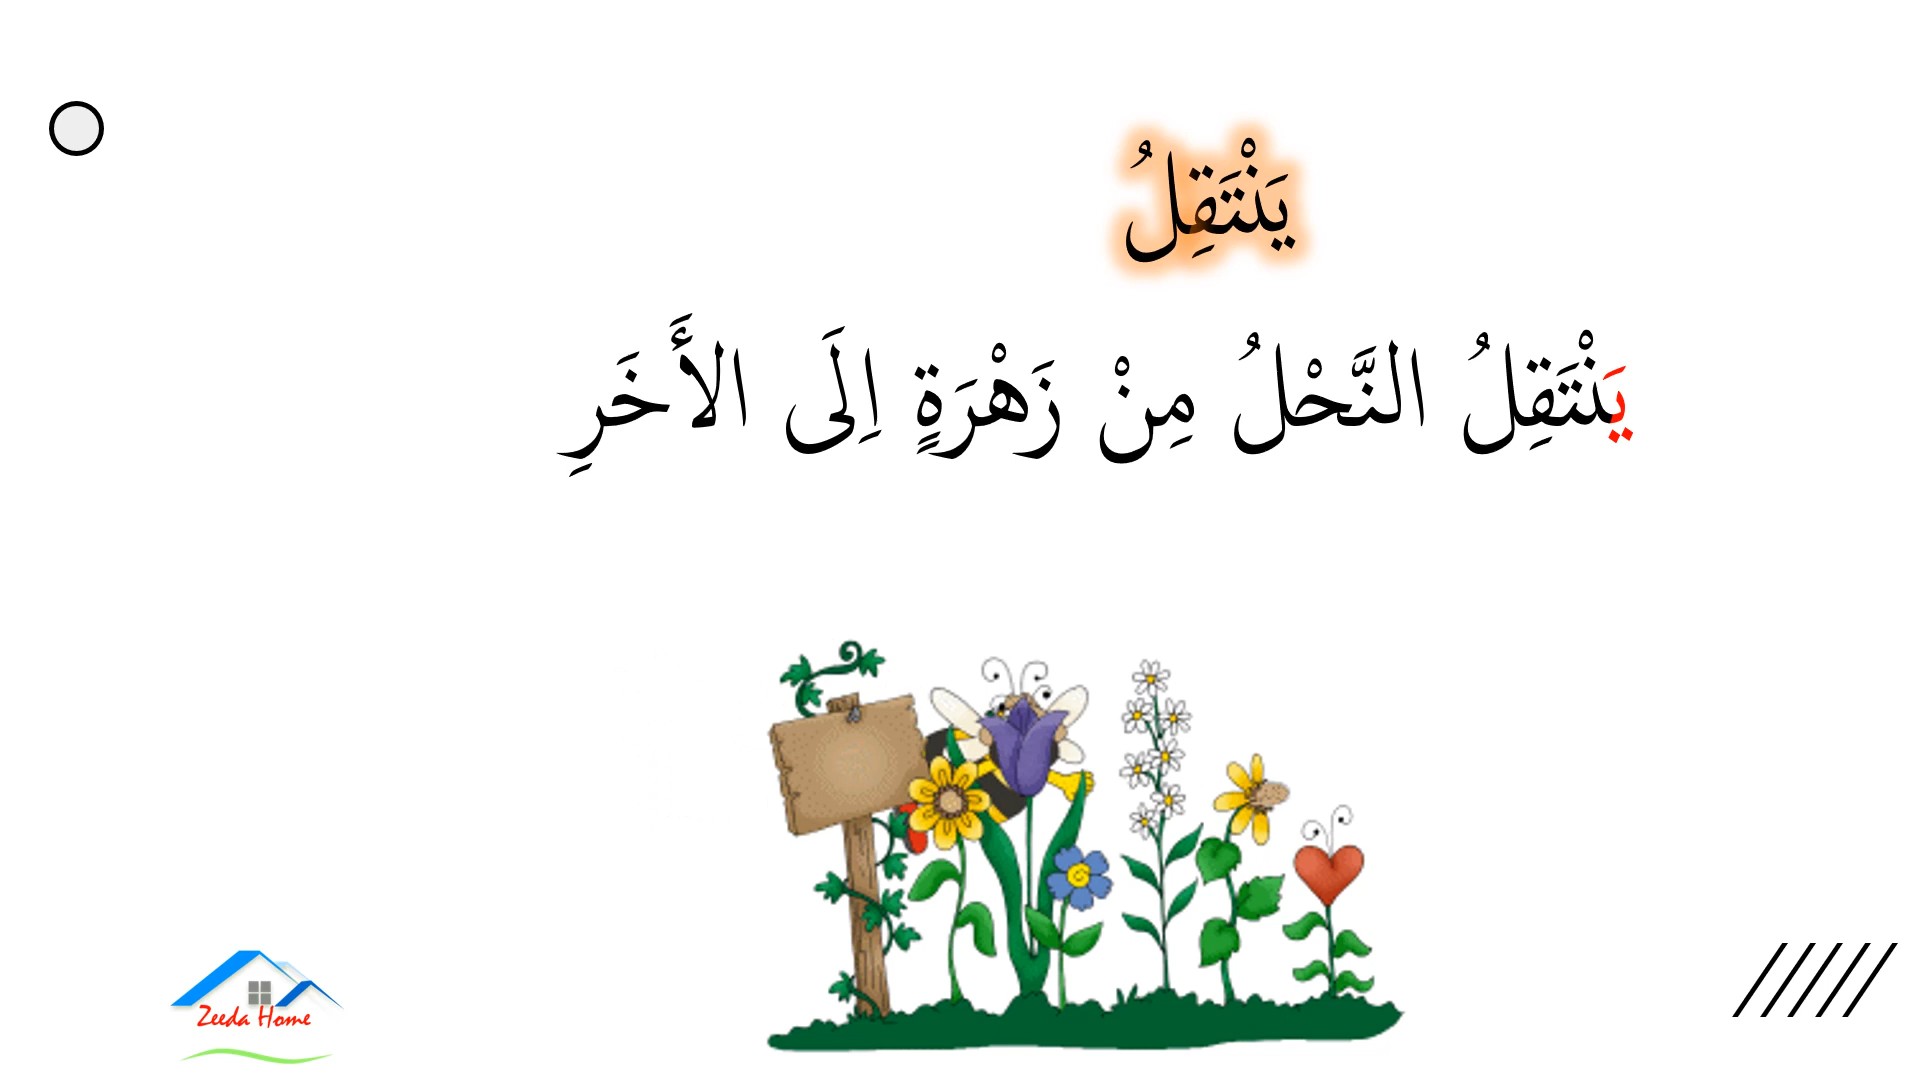 يَنْتَقِلُ
يَنْتَقِلُ النَّحْلُ مِنْ زَهْرَةٍ اِلَى الأَخَرِ
Zeeda Home